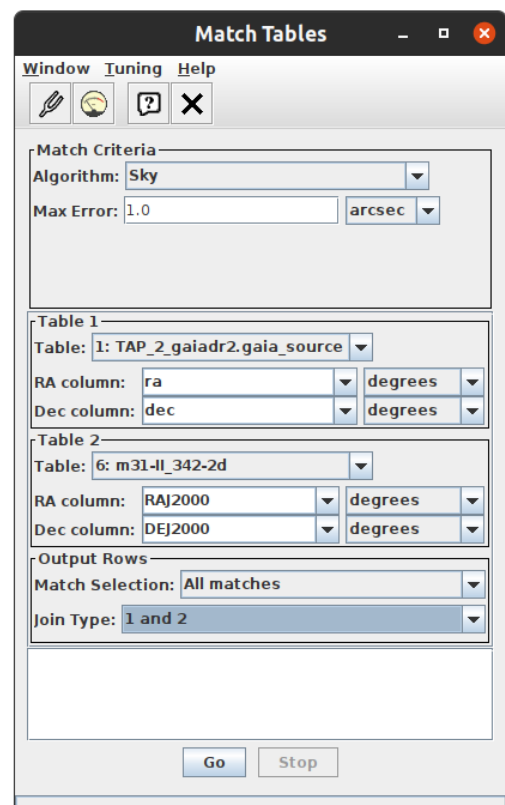 Match Tables
Window Tuning Help
Match Criteria
Algorithm: Sky
Max Error: 1.0 arcsec
Table 1
Table: 1: TAP_2_gaiadr2.gaia_source
RA column: ra degrees
Dec column: dec degrees
Table 2
Table: 6: m31-II_342-2d
RA column: RAJ2000 degrees
Dec column: DEJ2000 degrees
Output Rows
Match Selection: All matches
Join Type: 1 and 2
Go Stop